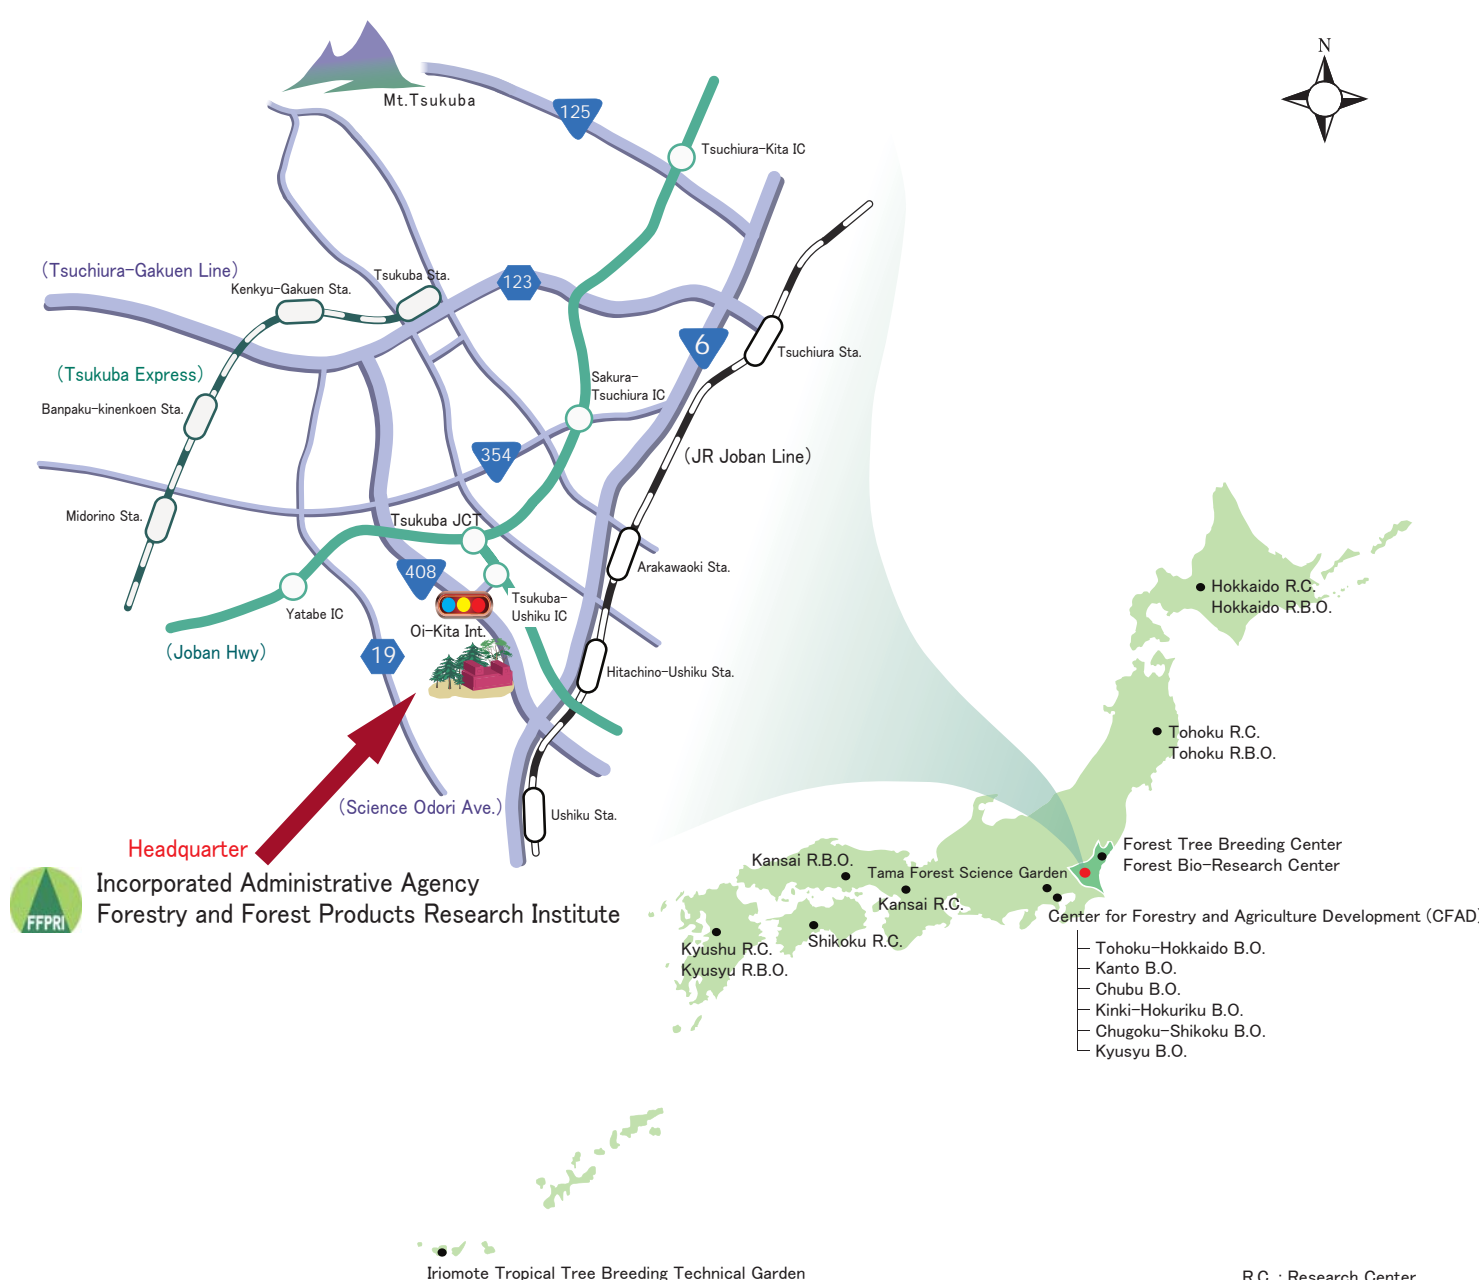 N
Mt.Tsukuba
125
Tsuchiura-Kita IC
(Tsuchiura-Gakuen Line)
Tsukuba Sta.
Kenkyu-Gakuen Sta.
123
6
Tsuchiura Sta.
(Tsukuba Express)
Sakura-
Tsuchiura IC
Banpaku-kinenkoen Sta.
354
(JR Joban Line)
Midorino Sta.
Tsukuba JCT
408
Arakawaoki Sta.
Yatabe IC
Tsukuba-
Ushiku IC
Oi-Kita Int.
(Joban Hwy)
19
Hitachino-Ushiku Sta.
(Science Odori Ave.)
Ushiku Sta.
Headquarter
FFPRI
Incorporated Administrative Agency
Forestry and Forest Products Research Institute
Hokkaido R.C.
Hokkaido R.B.O.
Tohoku R.C.
Tohoku R.B.O.
Forest Tree Breeding Center
Forest Bio-Research Center
Kansai R.B.O.
Tama Forest Science Garden
Kansai R.C.
Center for Forestry and Agriculture Development (CFAD)
Shikoku R.C.
Kyushu R.C.
Kyusyu R.B.O.
Tohoku-Hokkaido B.O.
Kanto B.O.
Chubu B.O.
Kinki-Hokuriku B.O.
Chugoku-Shikoku B.O.
Kyusyu B.O.
Iriomote Tropical Tree Breeding Technical Garden
R.C. : Research Center